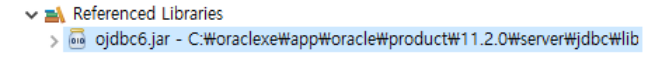 Referenced Libraries
ojdbc6.jar - C:₩oraclexe₩app₩oracle₩product₩11.2.0₩server₩jdbc₩lib